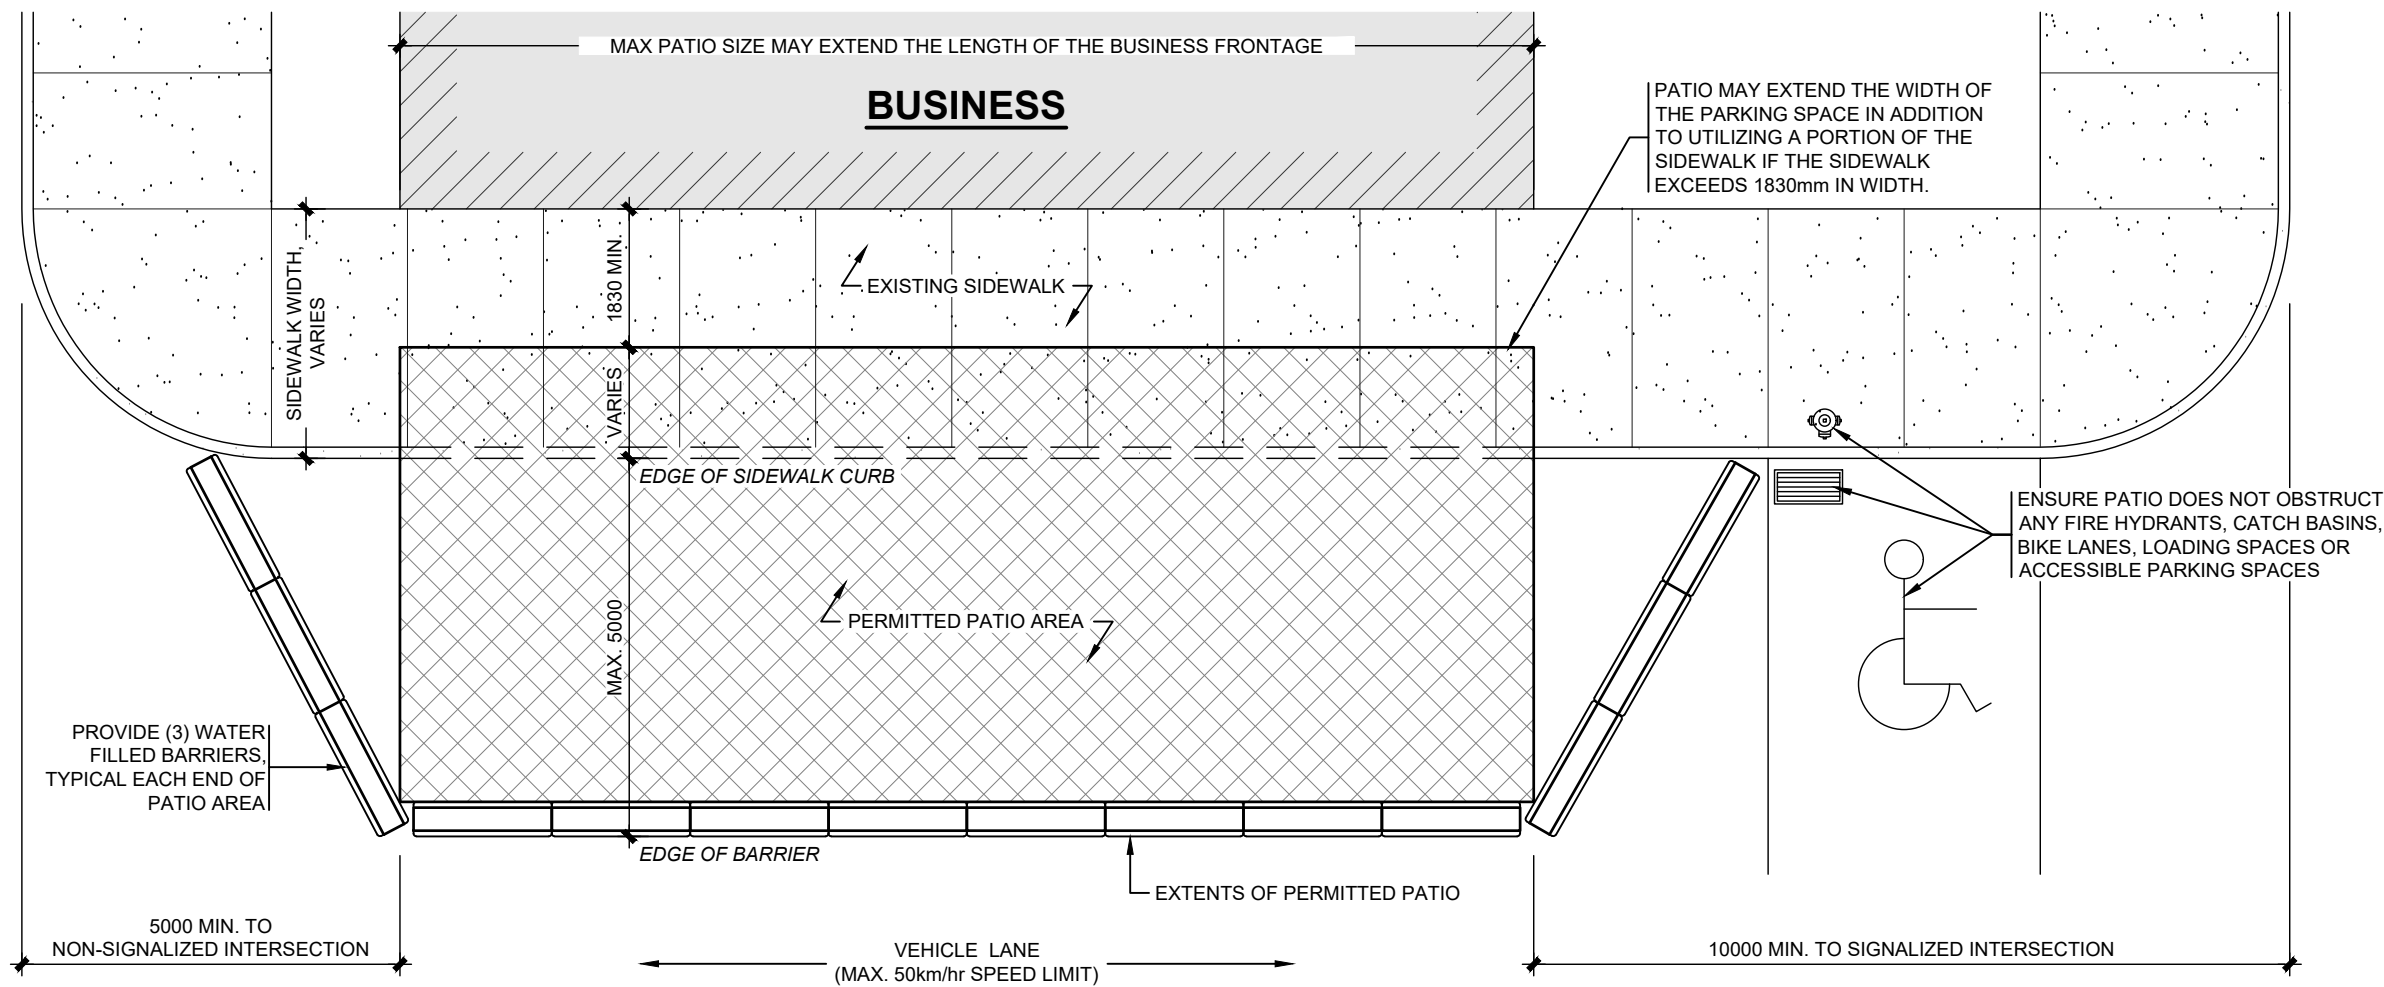 MAX PATIO SIZE MAY EXTEND THE LENGTH OF THE BUSINESS FRONTAGE
BUSINESS
PATIO MAY EXTEND THE WIDTH OF
THE PARKING SPACE IN ADDITION
TO UTILIZING A PORTION OF THE
SIDEWALK IF THE SIDEWALK
EXCEEDS 1830mm IN WIDTH.
SIDEWALK WIDTH,
VARIES
1830 MIN.
EXISTING SIDEWALK
VARIES
EDGE OF SIDEWALK CURB
ENSURE PATIO DOES NOT OBSTRUCT
ANY FIRE HYDRANTS, CATCH BASINS,
BIKE LANES, LOADING SPACES OR
ACCESSIBLE PARKING SPACES
MAX. 5000
PERMITTED PATIO AREA
PROVIDE (3) WATER
FILLED BARRIERS,
TYPICAL EACH END OF
PATIO AREA
EDGE OF BARRIER
EXTENTS OF PERMITTED PATIO
5000 MIN. TO
NON-SIGNALIZED INTERSECTION
VEHICLE LANE
(MAX. 50km/hr SPEED LIMIT)
10000 MIN. TO SIGNALIZED INTERSECTION